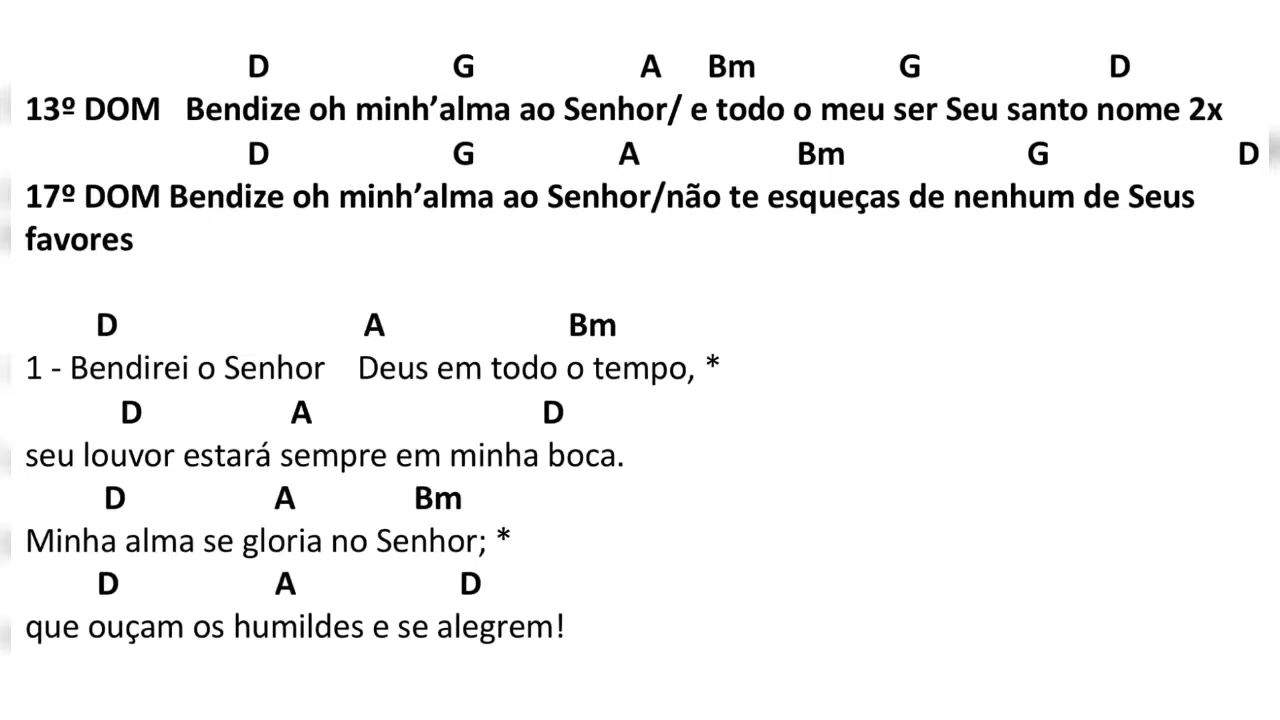 D G A Bm G D
13º DOM Bendize oh minh’alma ao Senhor/ e todo o meu ser Seu santo nome 2x
D G A Bm G D
17º DOM Bendize oh minh’alma ao Senhor/não te esqueças de nenhum de Seus
favores
D A Bm
1 - Bendirei o Senhor Deus em todo o tempo, *
D A D
seu louvor estará sempre em minha boca.
D A Bm
Minha alma se gloria no Senhor; *
D A D
que ouçam os humildes e se alegrem!